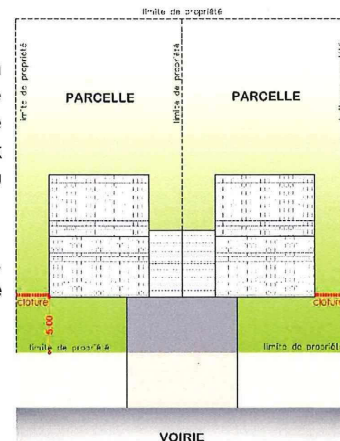 limite de propriété
limite de propriété
limite de propriété
PARCELLE
PARCELLE
clôture
clôture
5.00
limite de propriété
limite de propriété
VOIRIE